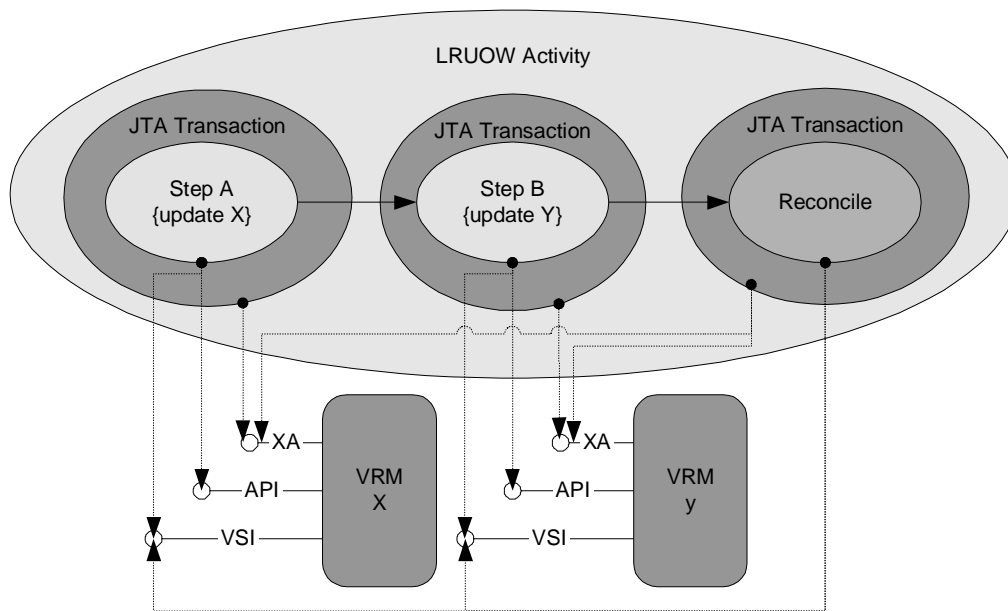 LRUOW Activity
JTA Transaction
JTA Transaction
JTA Transaction
Step A
{update X}
Step B
{update Y}
Reconcile
XA
API
VSI
VRM
X
XA
API
VSI
VRM
y